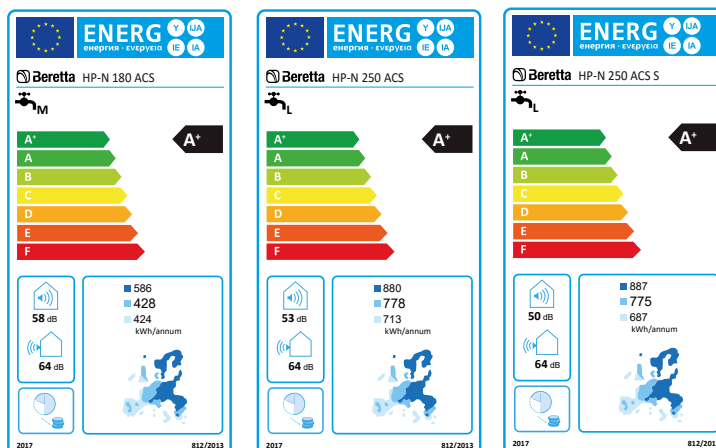 ENERG
енергия · ενεργεια
Y IJA
IE IA
Beretta HP-N 180 ACS
M
A+
A+
A
B
C
D
E
F
58 dB
64 dB
586
428
424
kWh/annum
2017
812/2013
ENERG
енергия · ενεργεια
Y IJA
IE IA
Beretta HP-N 250 ACS
L
A+
A+
A
B
C
D
E
F
53 dB
64 dB
880
778
713
kWh/annum
2017
812/2013
ENERG
енергия · ενεργεια
Y IJA
IE IA
Beretta HP-N 250 ACS S
L
A+
A+
A
B
C
D
E
F
50 dB
64 dB
887
775
687
kWh/annum
2017
812/201